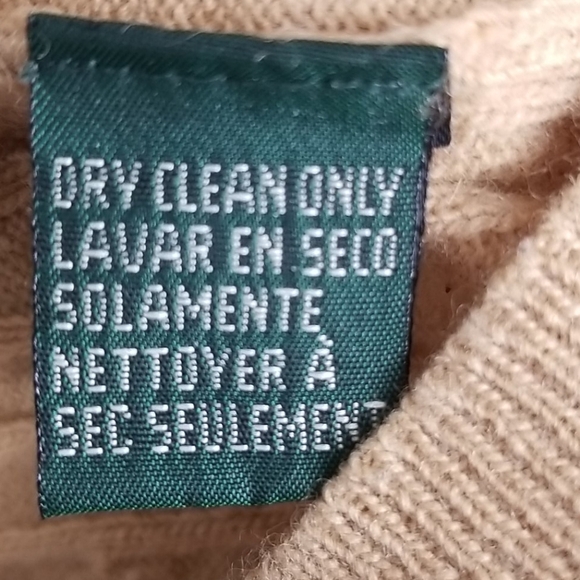 DRY CLEAN ONLY
LAVAR EN SECO
SOLAMENTE
NETTOYER À
SEC SEULEMENT